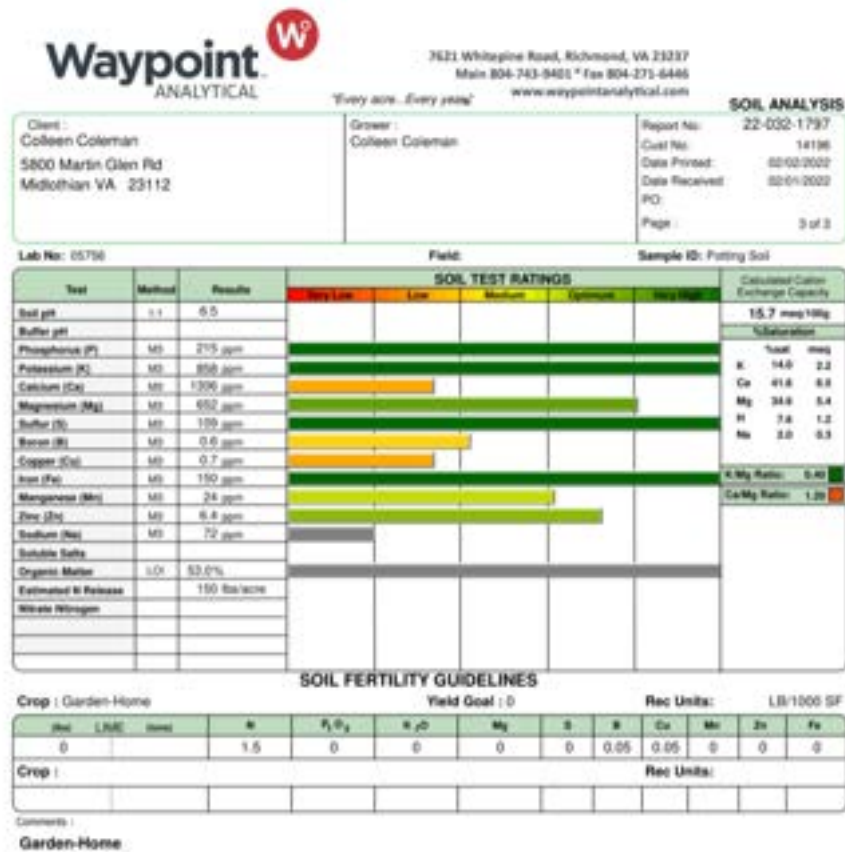 Waypoint
ANALYTICAL
7621 Whitepine Road, Richmond, VA 23237
Main 804-743-9401 * Fax 804-271-6446
www.waypointanalytical.com
"Every acre...Every year."
SOIL ANALYSIS
Client :
Colleen Coleman
5800 Martin Glen Rd
Midlothian VA 23112
Grower :
Colleen Coleman
Report No: 22-032-1797
Cust No: 14196
Date Printed: 02/02/2022
Date Received: 02/01/2022
PO:
Page : 3 of 3
Lab No: 05756 Field: Sample ID: Potting Soil
Test Method Results SOIL TEST RATINGS
Very Low Low Medium Optimum Very High
Calculated Cation
Exchange Capacity
15.7 meq/100g
%Saturation
%sat meq
K 14.0 2.2
Ca 41.6 6.5
Mg 34.6 5.4
H 7.6 1.2
Na 2.0 0.3
K/Mg Ratio: 0.40
Ca/Mg Ratio: 1.20
Soil pH 1:1 6.5
Buffer pH
Phosphorus (P) M3 215 ppm
Potassium (K) M3 858 ppm
Calcium (Ca) M3 1306 ppm
Magnesium (Mg) M3 652 ppm
Sulfur (S) M3 109 ppm
Boron (B) M3 0.6 ppm
Copper (Cu) M3 0.7 ppm
Iron (Fe) M3 150 ppm
Manganese (Mn) M3 24 ppm
Zinc (Zn) M3 6.4 ppm
Sodium (Na) M3 72 ppm
Soluble Salts
Organic Matter LOI 53.0%
Estimated N Release 150 lbs/acre
Nitrate Nitrogen
SOIL FERTILITY GUIDELINES
Crop : Garden-Home Yield Goal : 0 Rec Units: LB/1000 SF
(lbs) LIME (tons) N P2O5 K2O Mg S B Cu Mn Zn Fe
0 1.5 0 0 0 0 0.05 0.05 0 0 0
Crop : Rec Units:
Comments :
Garden-Home